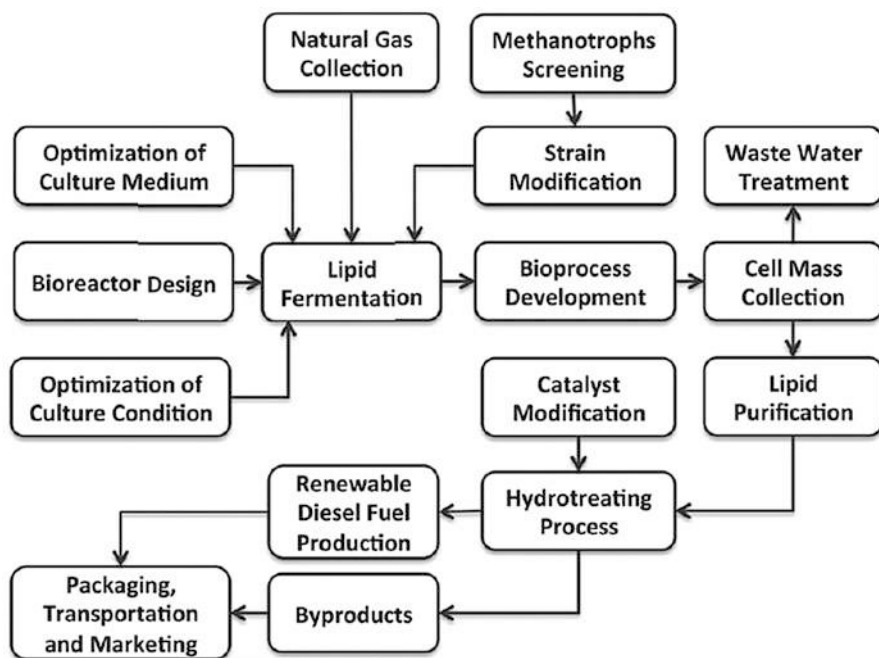 Natural Gas
Collection
Methanotrophs
Screening
Optimization of
Culture Medium
Strain
Modification
Waste Water
Treatment
Bioreactor Design
Lipid
Fermentation
Bioprocess
Development
Cell Mass
Collection
Optimization of
Culture Condition
Catalyst
Modification
Lipid
Purification
Renewable
Diesel Fuel
Production
Hydrotreating
Process
Packaging,
Transportation
and Marketing
Byproducts